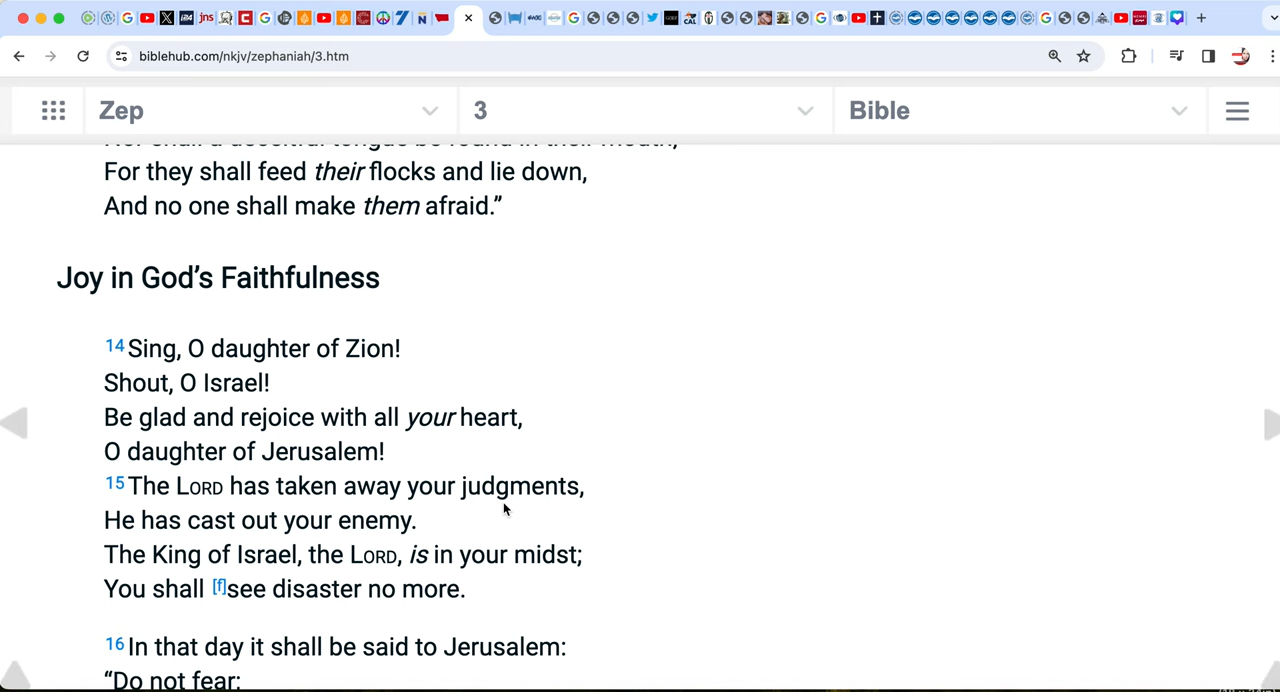 biblehub.com/nkjv/zephaniah/3.htm
Zep 3 Bible
For they shall feed their flocks and lie down,
And no one shall make them afraid.”
Joy in God’s Faithfulness
14 Sing, O daughter of Zion!
Shout, O Israel!
Be glad and rejoice with all your heart,
O daughter of Jerusalem!
15 The LORD has taken away your judgments,
He has cast out your enemy.
The King of Israel, the LORD, is in your midst;
You shall [f]see disaster no more.
16 In that day it shall be said to Jerusalem:
“Do not fear;